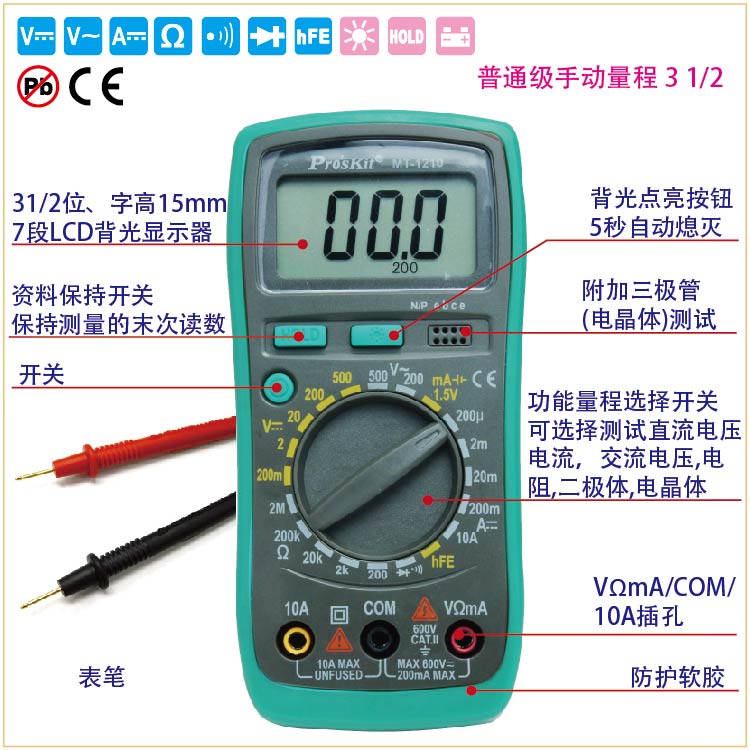 V⎓ V~ A⎓ Ω •))) hFE HOLD
Pb CE
普通级手动量程 3 1/2
Pro'sKit® MT-1210
31/2位、字高15mm
7段LCD背光显示器
00.0
200
背光点亮按钮
5秒自动熄灭
N/P e b c e
资料保持开关
保持测量的末次读数
HOLD
附加三极管
(电晶体)测试
开关
500 500 V~ 200 mA 1.5V CE
200 20 V⎓ 2 200m
200μ 2m 20m 200m A⎓ 10A
2M 200k Ω 20k 2k 200 hFE
功能量程选择开关
可选择测试直流电压
电流，交流电压,电
阻,二极体,电晶体
10A COM VΩmA
600V
CAT.II
10A MAX
UNFUSED
MAX 600V⎓
200mA MAX
VΩmA/COM/
10A插孔
表笔
防护软胶